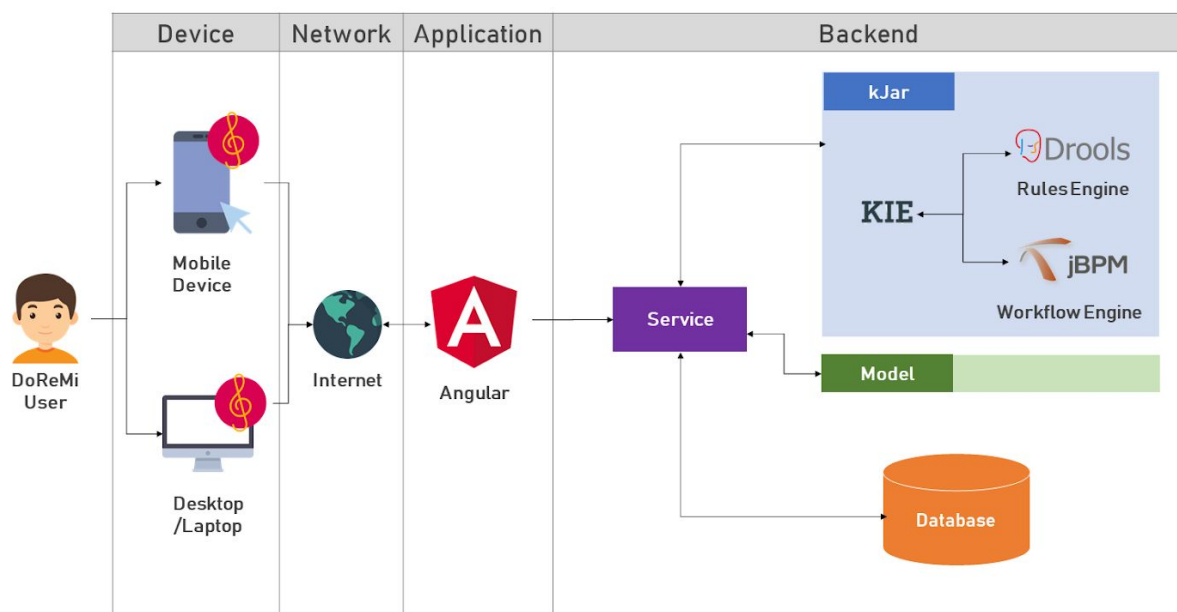 Device
Network
Application
Backend
kJar
Drools
Rules Engine
KIE
jBPM
Workflow Engine
Mobile
Device
DoReMi
User
Internet
A
Angular
Service
Model
Desktop
/Laptop
Database